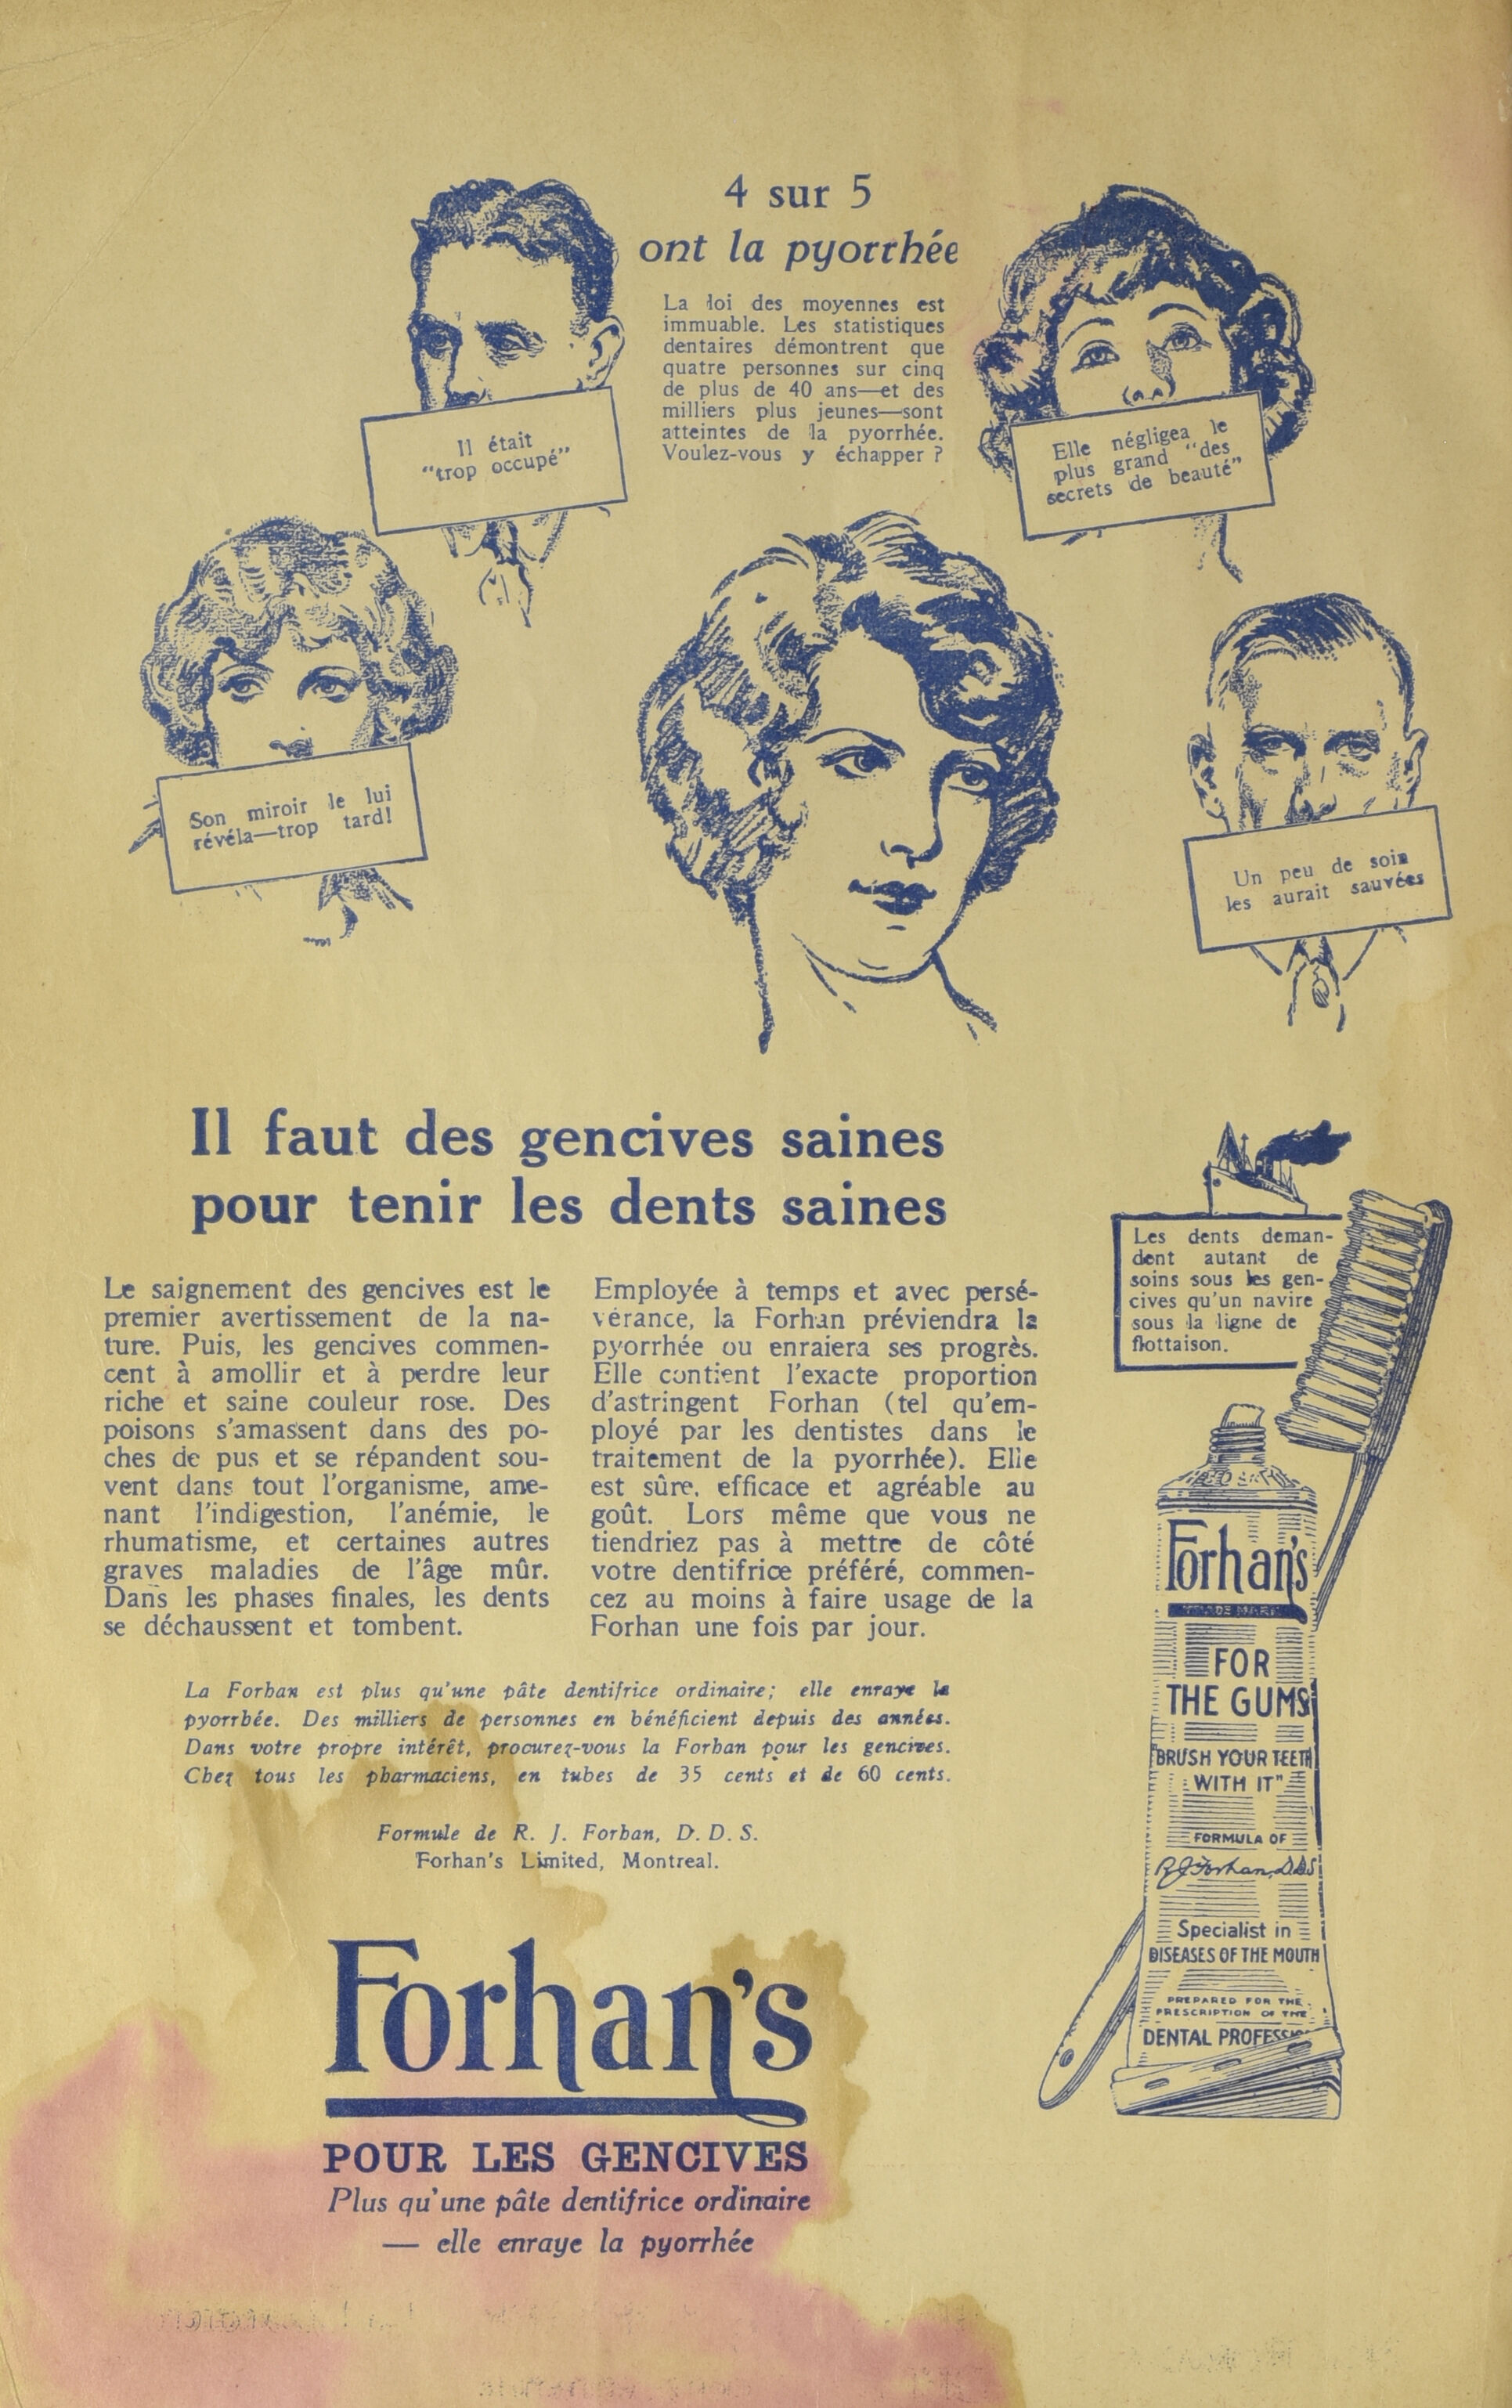 4 sur 5
ont la pyorrhée
La loi des moyennes est
immuable. Les statistiques
dentaires démontrent que
quatre personnes sur cinq
de plus de 40 ans—et des
milliers plus jeunes—sont
atteintes de la pyorrhée.
Voulez-vous y échapper ?
Il était
“trop occupé”
Elle négligea le
plus grand “des
secrets de beauté”
Son miroir le lui
révéla—trop tard!
Un peu de soin
les aurait sauvées
Il faut des gencives saines
pour tenir les dents saines
Le saignement des gencives est le
premier avertissement de la na-
ture. Puis, les gencives commen-
cent à amollir et à perdre leur
riche et saine couleur rose. Des
poisons s'amassent dans des po-
ches de pus et se répandent sou-
vent dans tout l'organisme, ame-
nant l'indigestion, l'anémie, le
rhumatisme, et certaines autres
graves maladies de l'âge mûr.
Dans les phases finales, les dents
se déchaussent et tombent.
Employée à temps et avec persé-
vérance, la Forhan préviendra la
pyorrhée ou enraiera ses progrès.
Elle contient l'exacte proportion
d'astringent Forhan (tel qu'em-
ployé par les dentistes dans le
traitement de la pyorrhée). Elle
est sûre, efficace et agréable au
goût. Lors même que vous ne
tiendriez pas à mettre de côté
votre dentifrice préféré, commen-
cez au moins à faire usage de la
Forhan une fois par jour.
La Forhan est plus qu'une pâte dentifrice ordinaire; elle enraye la
pyorrhée. Des milliers de personnes en bénéficient depuis des années.
Dans votre propre intérêt, procurez-vous la Forhan pour les gencives.
Chez tous les pharmaciens, en tubes de 35 cents et de 60 cents.
Formule de R. J. Forhan, D. D. S.
Forhan's Limited, Montreal.
Forhan's
POUR LES GENCIVES
Plus qu'une pâte dentifrice ordinaire
— elle enraye la pyorrhée
Les dents deman-
dent autant de
soins sous les gen-
cives qu'un navire
sous la ligne de
flottaison.
Forhan's
TRADE MARK
FOR
THE GUMS
"BRUSH YOUR TEETH
WITH IT"
FORMULA OF
R J Forhan, D.D.S.
Specialist in
DISEASES OF THE MOUTH
PREPARED FOR THE
PRESCRIPTION OF THE
DENTAL PROFESSION